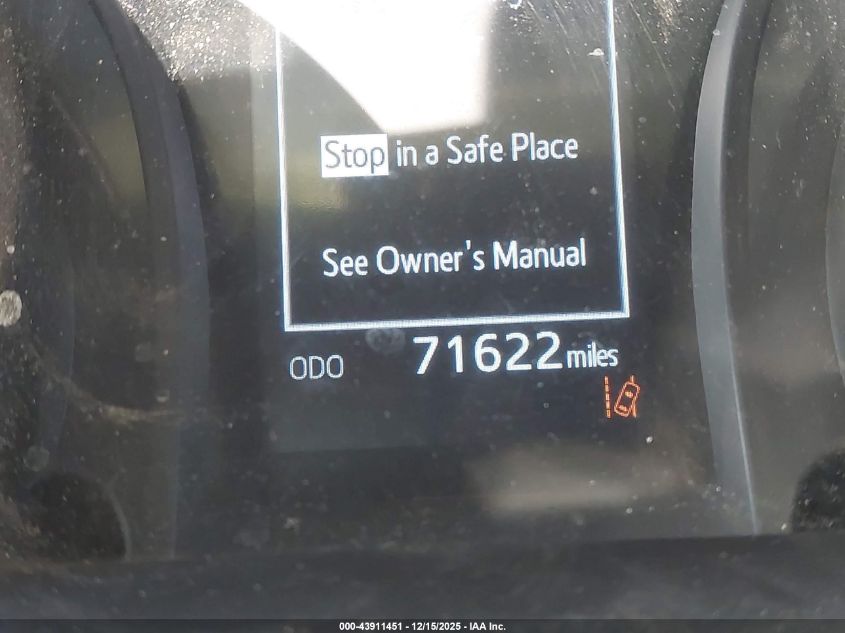 Stop in a Safe Place
See Owner's Manual
ODO 71622 miles
000-43911451 - 12/15/2025 - IAA Inc.